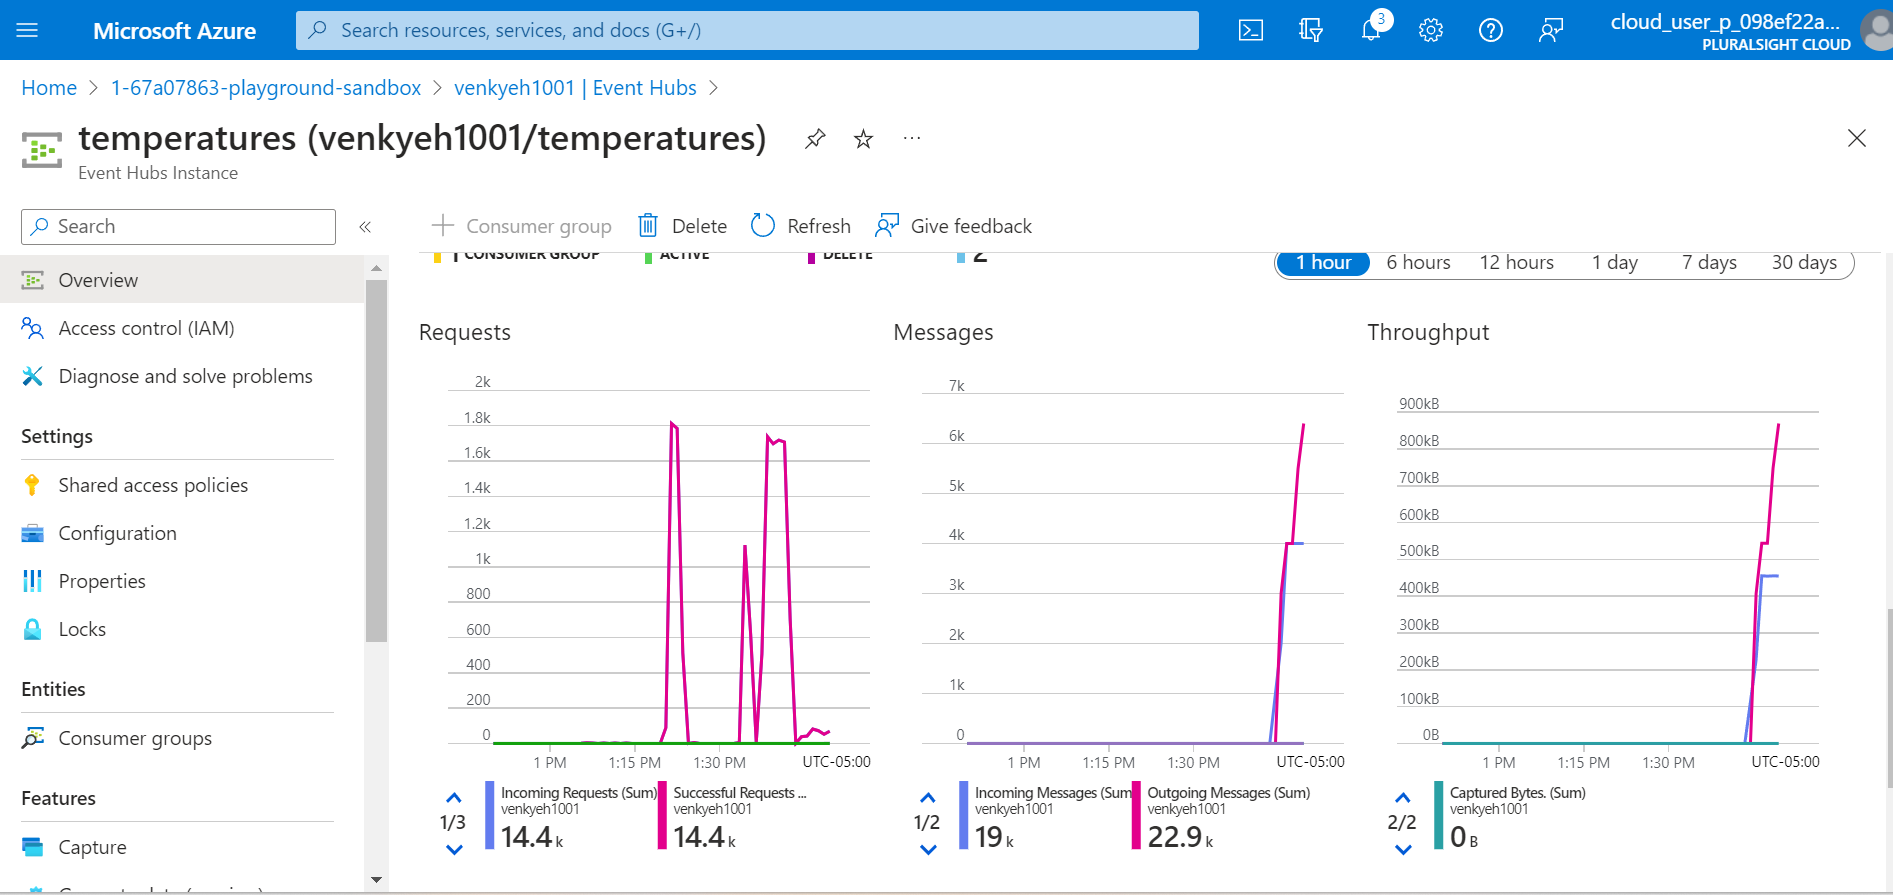 Microsoft Azure
Search resources, services, and docs (G+/)
3
cloud_user_p_098ef22a...
PLURALSIGHT CLOUD
Home > 1-67a07863-playground-sandbox > venkyeh1001 | Event Hubs >
temperatures (venkyeh1001/temperatures)
Event Hubs Instance
Search
Consumer group
Delete
Refresh
Give feedback
Overview
Access control (IAM)
Diagnose and solve problems
Settings
Shared access policies
Configuration
Properties
Locks
Entities
Consumer groups
Features
Capture
1 CONSUMER GROUP
ACTIVE
DELETE
2
1 hour 6 hours 12 hours 1 day 7 days 30 days
Requests
2k
1.8k
1.6k
1.4k
1.2k
1k
800
600
400
200
0
1 PM 1:15 PM 1:30 PM UTC-05:00
1/3
Incoming Requests (Sum)
venkyeh1001
14.4 k
Successful Requests ...
venkyeh1001
14.4 k
Messages
7k
6k
5k
4k
3k
2k
1k
0
1 PM 1:15 PM 1:30 PM UTC-05:00
1/2
Incoming Messages (Sum)
venkyeh1001
19 k
Outgoing Messages (Sum)
venkyeh1001
22.9 k
Throughput
900kB
800kB
700kB
600kB
500kB
400kB
300kB
200kB
100kB
0B
1 PM 1:15 PM 1:30 PM UTC-05:00
2/2
Captured Bytes. (Sum)
venkyeh1001
0 B